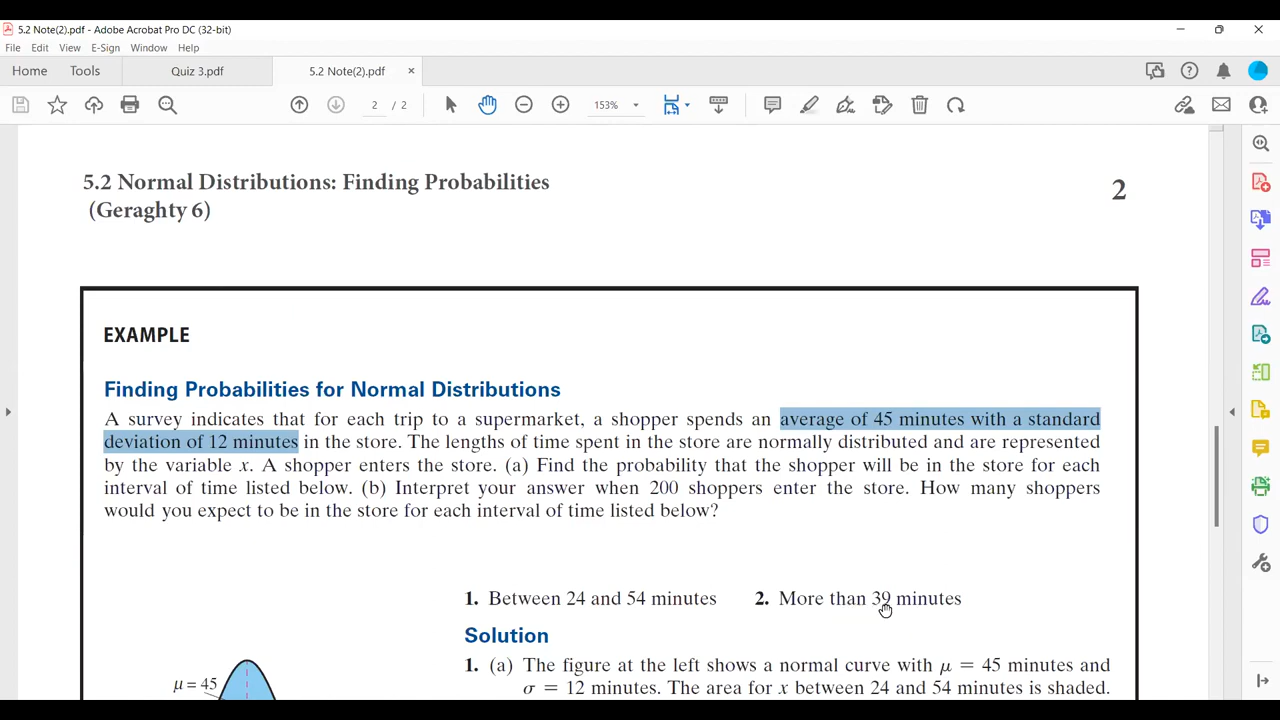 5.2 Note(2).pdf - Adobe Acrobat Pro DC (32-bit)
File Edit View E-Sign Window Help
Home Tools Quiz 3.pdf 5.2 Note(2).pdf ×
2 / 2 153%
5.2 Normal Distributions: Finding Probabilities 2
(Geraghty 6)
EXAMPLE
Finding Probabilities for Normal Distributions
A survey indicates that for each trip to a supermarket, a shopper spends an average of 45 minutes with a standard
deviation of 12 minutes in the store. The lengths of time spent in the store are normally distributed and are represented
by the variable x. A shopper enters the store. (a) Find the probability that the shopper will be in the store for each
interval of time listed below. (b) Interpret your answer when 200 shoppers enter the store. How many shoppers
would you expect to be in the store for each interval of time listed below?
1. Between 24 and 54 minutes 2. More than 39 minutes
Solution
1. (a) The figure at the left shows a normal curve with μ = 45 minutes and
σ = 12 minutes. The area for x between 24 and 54 minutes is shaded.
μ = 45